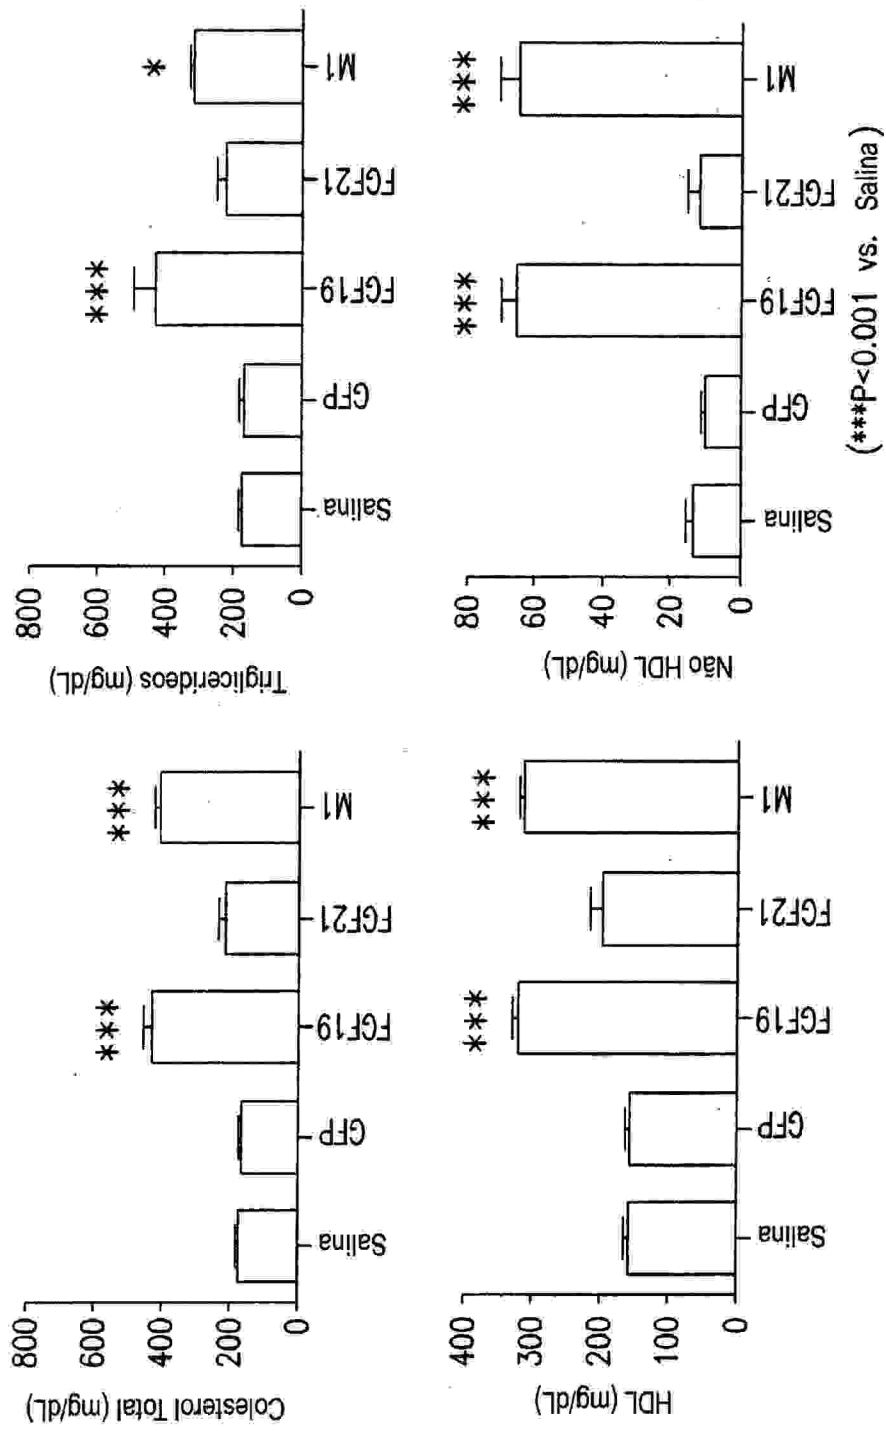 Colesterol Total (mg/dL)
800
600
400
200
0
***
***
Salina
GFP
FGF19
FGF21
M1
Triglicerídeos (mg/dL)
800
600
400
200
0
***
*
Salina
GFP
FGF19
FGF21
M1
HDL (mg/dL)
400
300
200
100
0
***
***
Salina
GFP
FGF19
FGF21
M1
Não HDL (mg/dL)
80
60
40
20
0
***
***
Salina
GFP
FGF19
FGF21
M1
(***P<0.001 vs. Salina)